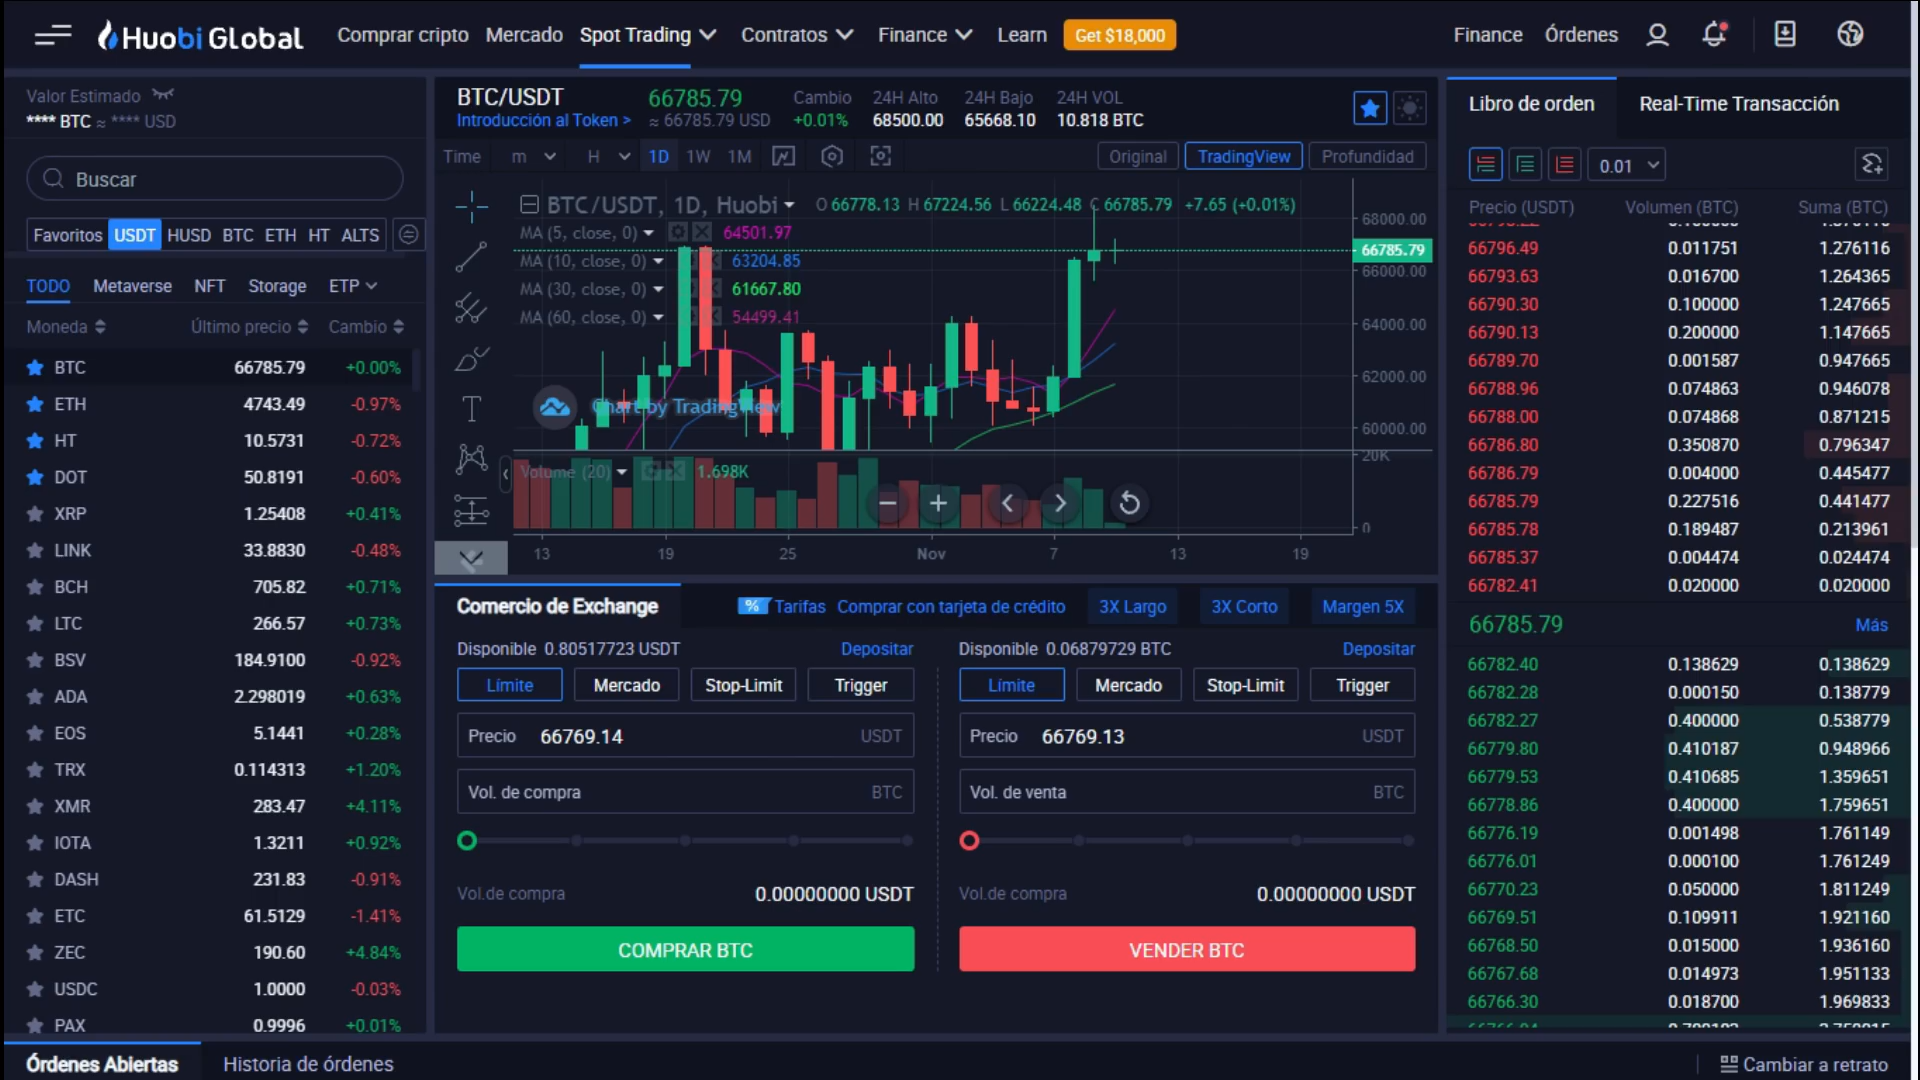 Huobi Global
Comprar cripto Mercado Spot Trading Contratos Finance Learn Get $18,000
Finance Órdenes
Valor Estimado
**** BTC ≈ **** USD
Buscar
Favoritos USDT HUSD BTC ETH HT ALTS
TODO Metaverse NFT Storage ETP
Moneda Último precio Cambio
BTC 66785.79 +0.00%
ETH 4743.49 -0.97%
HT 10.5731 -0.72%
DOT 50.8191 -0.60%
XRP 1.25408 +0.41%
LINK 33.8830 -0.48%
BCH 705.82 +0.71%
LTC 266.57 +0.73%
BSV 184.9100 -0.92%
ADA 2.298019 +0.63%
EOS 5.1441 +0.28%
TRX 0.114313 +1.20%
XMR 283.47 +4.11%
IOTA 1.3211 +0.92%
DASH 231.83 -0.91%
ETC 61.5129 -1.41%
ZEC 190.60 +4.84%
USDC 1.0000 -0.03%
PAX 0.9996 +0.01%
BTC/USDT 66785.79 Cambio 24H Alto 24H Bajo 24H VOL
Introducción al Token > ≈ 66785.79 USD +0.01% 68500.00 65668.10 10.818 BTC
Time m H 1D 1W 1M Original TradingView Profundidad
BTC/USDT, 1D, Huobi O 66778.13 H 67224.56 L 66224.48 C 66785.79 +7.65 (+0.01%)
MA (5, close, 0) 64501.97
MA (10, close, 0) 63204.85
MA (30, close, 0) 61667.80
MA (60, close, 0) 54499.41
68000.00
66785.79
66000.00
64000.00
62000.00
60000.00
Chart by TradingView
Volume (20) 1.698K
20K
0
13 19 25 Nov 7 13 19
Comercio de Exchange % Tarifas Comprar con tarjeta de crédito 3X Largo 3X Corto Margen 5X
Disponible 0.80517723 USDT Depositar
Límite Mercado Stop-Limit Trigger
Precio 66769.14 USDT
Vol. de compra BTC
Vol.de compra 0.00000000 USDT
COMPRAR BTC
Disponible 0.06879729 BTC Depositar
Límite Mercado Stop-Limit Trigger
Precio 66769.13 USDT
Vol. de venta BTC
Vol.de compra 0.00000000 USDT
VENDER BTC
Libro de orden Real-Time Transacción
0.01
Precio (USDT) Volumen (BTC) Suma (BTC)
66796.49 0.011751 1.276116
66793.63 0.016700 1.264365
66790.30 0.100000 1.247665
66790.13 0.200000 1.147665
66789.70 0.001587 0.947665
66788.96 0.074863 0.946078
66788.00 0.074868 0.871215
66786.80 0.350870 0.796347
66786.79 0.004000 0.445477
66785.79 0.227516 0.441477
66785.78 0.189487 0.213961
66785.37 0.004474 0.024474
66782.41 0.020000 0.020000
66785.79 Más
66782.40 0.138629 0.138629
66782.28 0.000150 0.138779
66782.27 0.400000 0.538779
66779.80 0.410187 0.948966
66779.53 0.410685 1.359651
66778.86 0.400000 1.759651
66776.19 0.001498 1.761149
66776.01 0.000100 1.761249
66770.23 0.050000 1.811249
66769.51 0.109911 1.921160
66768.50 0.015000 1.936160
66767.68 0.014973 1.951133
66766.30 0.018700 1.969833
Órdenes Abiertas Historia de órdenes Cambiar a retrato